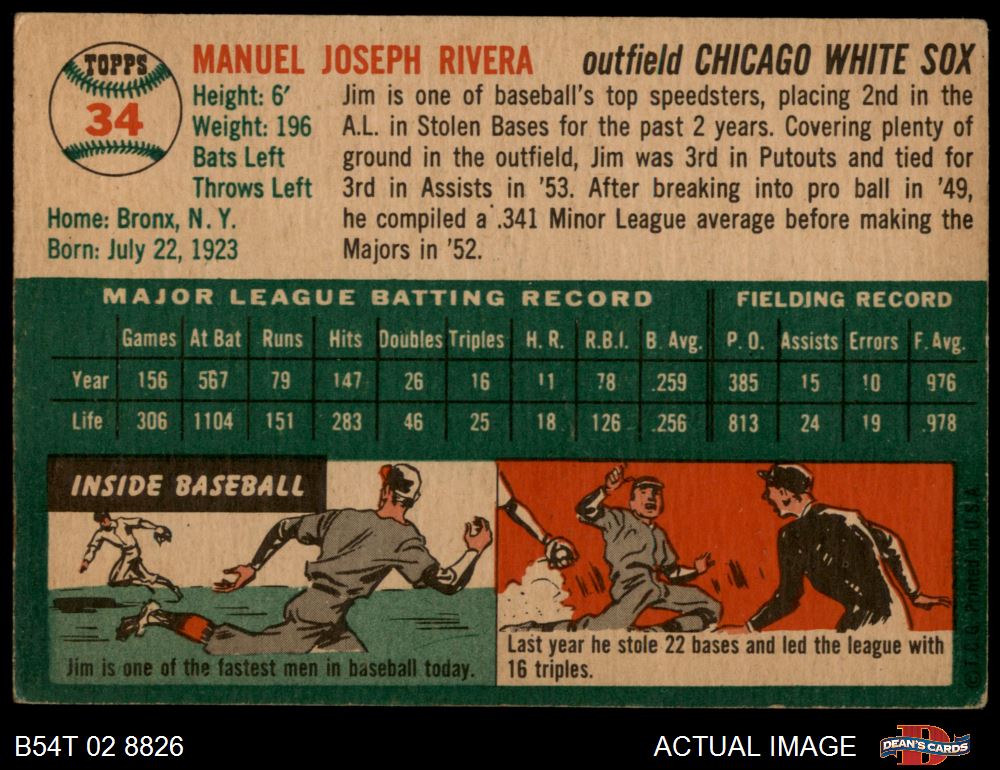 TOPPS
34
MANUEL JOSEPH RIVERA
outfield CHICAGO WHITE SOX
Height: 6′
Weight: 196
Bats Left
Throws Left
Home: Bronx, N. Y.
Born: July 22, 1923
Jim is one of baseball's top speedsters, placing 2nd in the
A.L. in Stolen Bases for the past 2 years. Covering plenty of
ground in the outfield, Jim was 3rd in Putouts and tied for
3rd in Assists in '53. After breaking into pro ball in '49,
he compiled a .341 Minor League average before making the
Majors in '52.
MAJOR LEAGUE BATTING RECORD FIELDING RECORD
Games At Bat Runs Hits Doubles Triples H. R. R.B.I. B. Avg. P. O. Assists Errors F. Avg.
Year 156 567 79 147 26 16 11 78 .259 385 15 10 976
Life 306 1104 151 283 46 25 18 126 .256 813 24 19 .978
INSIDE BASEBALL
Jim is one of the fastest men in baseball today.
Last year he stole 22 bases and led the league with
16 triples.
© T. C. G. Printed in U.S.A.
B54T 02 8826
ACTUAL IMAGE
D
DEAN'S CARDS